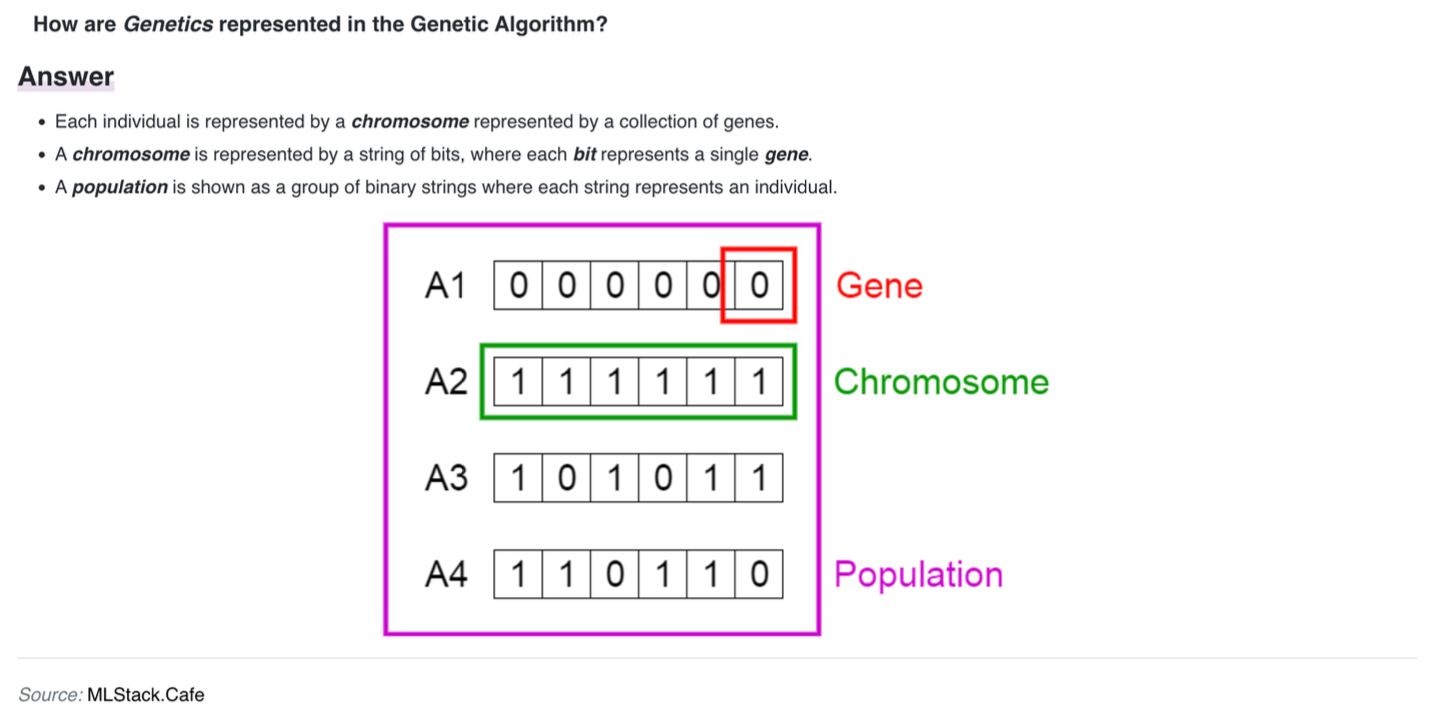 How are Genetics represented in the Genetic Algorithm?
Answer
• Each individual is represented by a chromosome represented by a collection of genes.
• A chromosome is represented by a string of bits, where each bit represents a single gene.
• A population is shown as a group of binary strings where each string represents an individual.
A1 0 0 0 0 0 0 Gene
A2 1 1 1 1 1 1 Chromosome
A3 1 0 1 0 1 1
A4 1 1 0 1 1 0 Population
Source: MLStack.Cafe